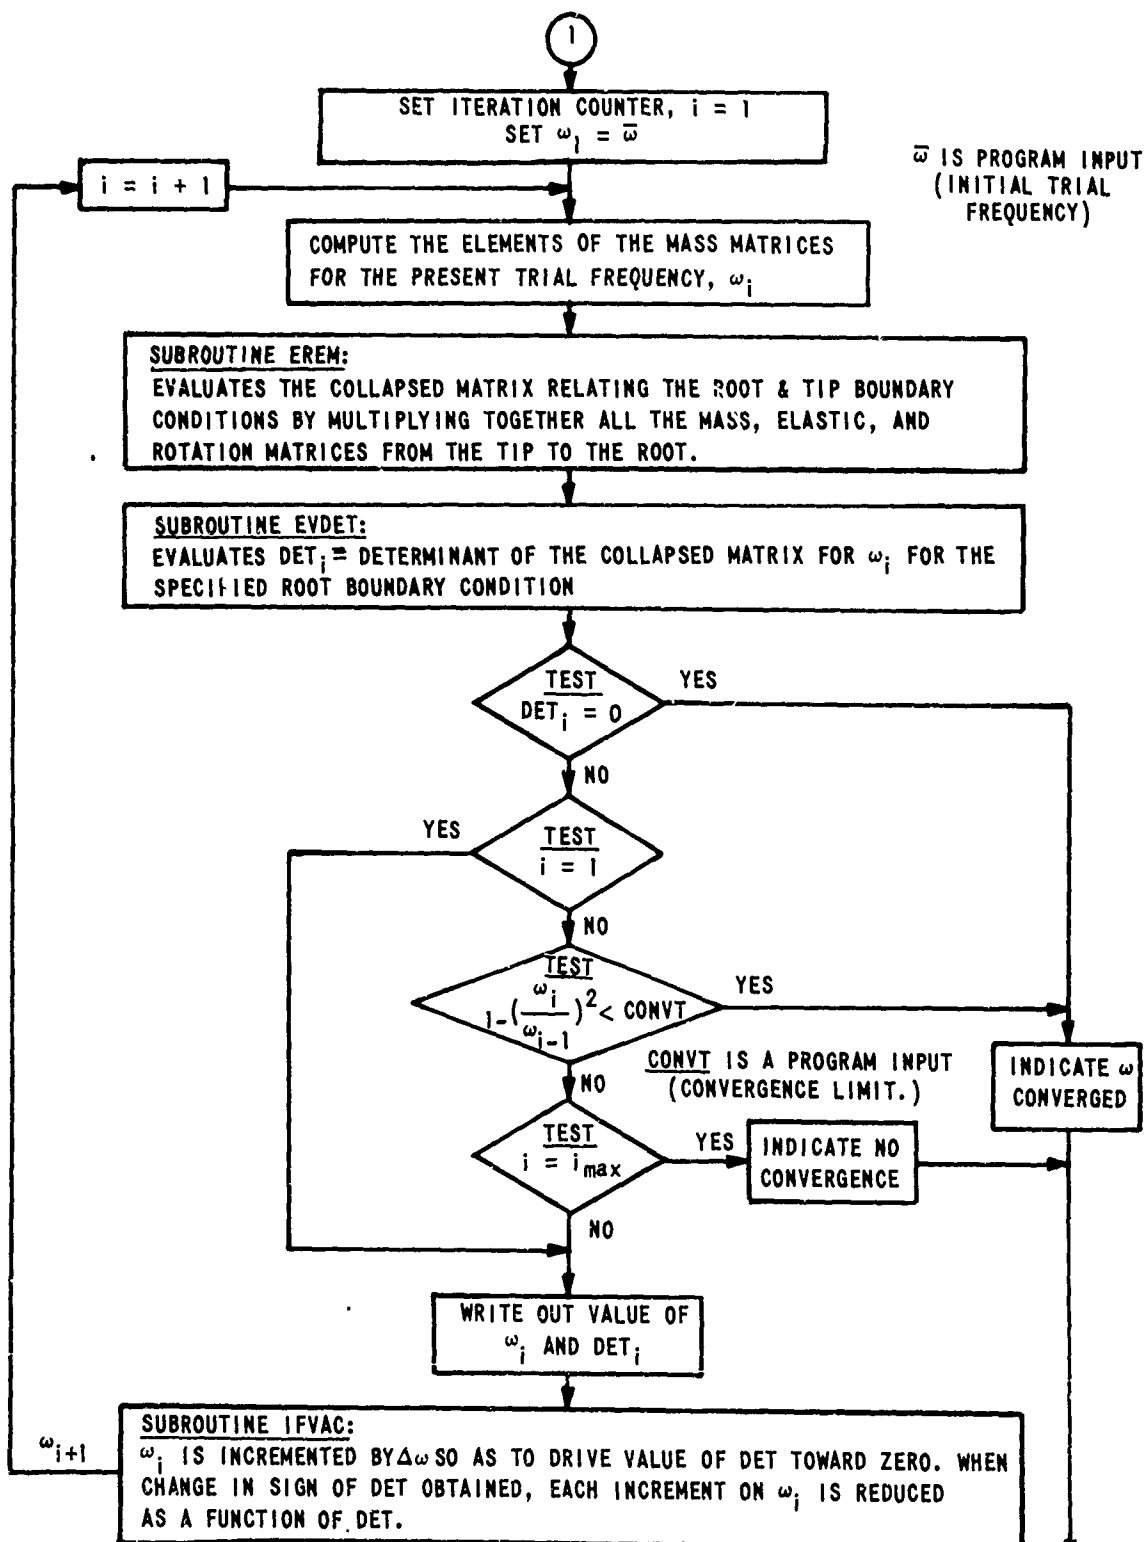 1
SET ITERATION COUNTER, i = 1
SET ω₁ = ω̅
ω̅ IS PROGRAM INPUT
(INITIAL TRIAL
FREQUENCY)
i = i + 1
COMPUTE THE ELEMENTS OF THE MASS MATRICES
FOR THE PRESENT TRIAL FREQUENCY, ωᵢ
SUBROUTINE EREM:
EVALUATES THE COLLAPSED MATRIX RELATING THE ROOT & TIP BOUNDARY
CONDITIONS BY MULTIPLYING TOGETHER ALL THE MASS, ELASTIC, AND
ROTATION MATRICES FROM THE TIP TO THE ROOT.
SUBROUTINE EVDET:
EVALUATES DETᵢ = DETERMINANT OF THE COLLAPSED MATRIX FOR ωᵢ FOR THE
SPECIFIED ROOT BOUNDARY CONDITION
TEST
DETᵢ = 0
YES
NO
TEST
i = 1
YES
NO
TEST
1-(ωᵢ/ωᵢ₋₁)² < CONVT
YES
NO
CONVT IS A PROGRAM INPUT
(CONVERGENCE LIMIT.)
INDICATE ω
CONVERGED
TEST
i = i max
YES
INDICATE NO
CONVERGENCE
NO
WRITE OUT VALUE OF
ωᵢ AND DETᵢ
SUBROUTINE IFVAC:
ωᵢ IS INCREMENTED BY Δω SO AS TO DRIVE VALUE OF DET TOWARD ZERO. WHEN
CHANGE IN SIGN OF DET OBTAINED, EACH INCREMENT ON ωᵢ IS REDUCED
AS A FUNCTION OF DET.
ωᵢ₊₁